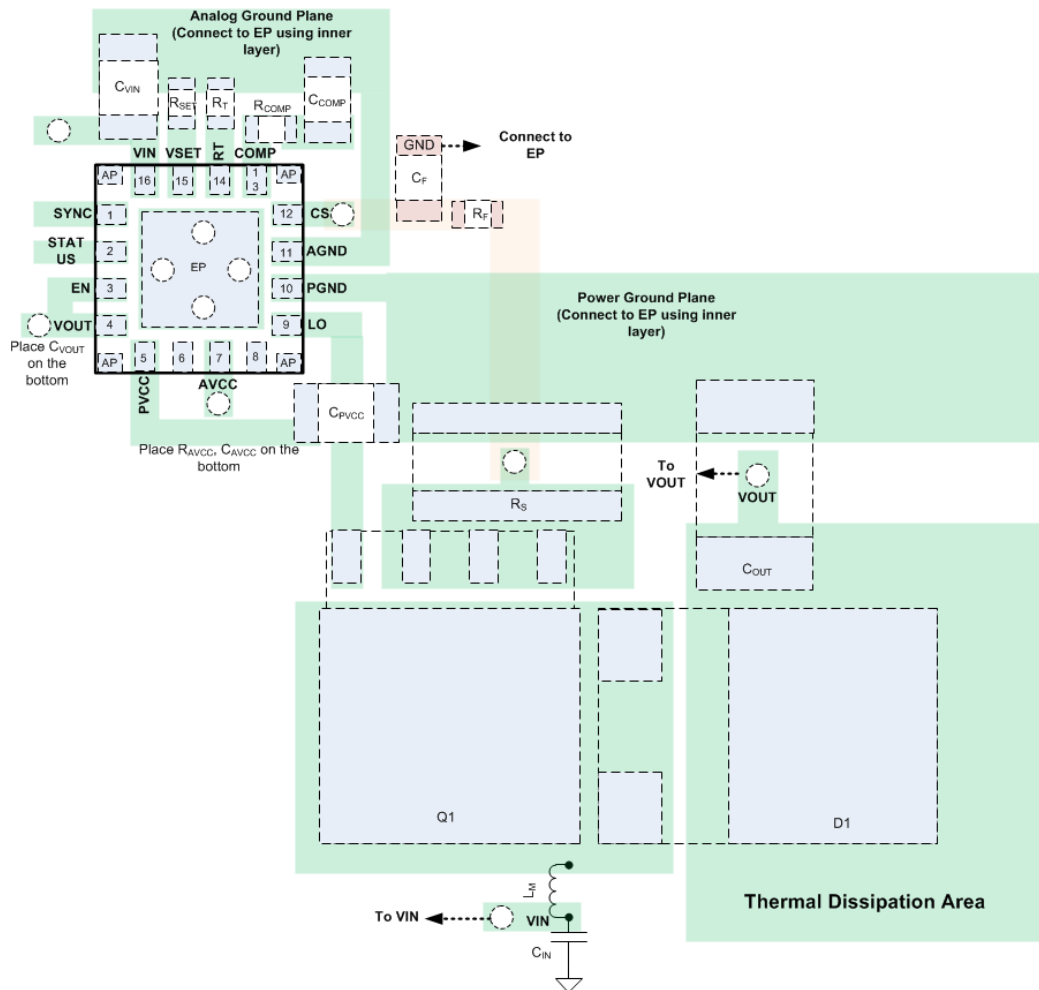 Analog Ground Plane
(Connect to EP using inner
layer)
CVIN
RSET
RT
RCOMP
CCOMP
VIN
VSET
RT
COMP
GND
Connect to
EP
CF
RF
AP
16
15
14
1
3
AP
SYNC
1
12
CS
STAT
US
2
EP
11
AGND
EN
3
10
PGND
VOUT
4
9
LO
Place CVOUT
on the
bottom
AP
5
6
7
8
AP
PVCC
AVCC
Power Ground Plane
(Connect to EP using inner
layer)
CPVCC
Place RAVCC, CAVCC on the
bottom
To
VOUT
VOUT
RS
COUT
Q1
D1
LM
To VIN
VIN
CIN
Thermal Dissipation Area